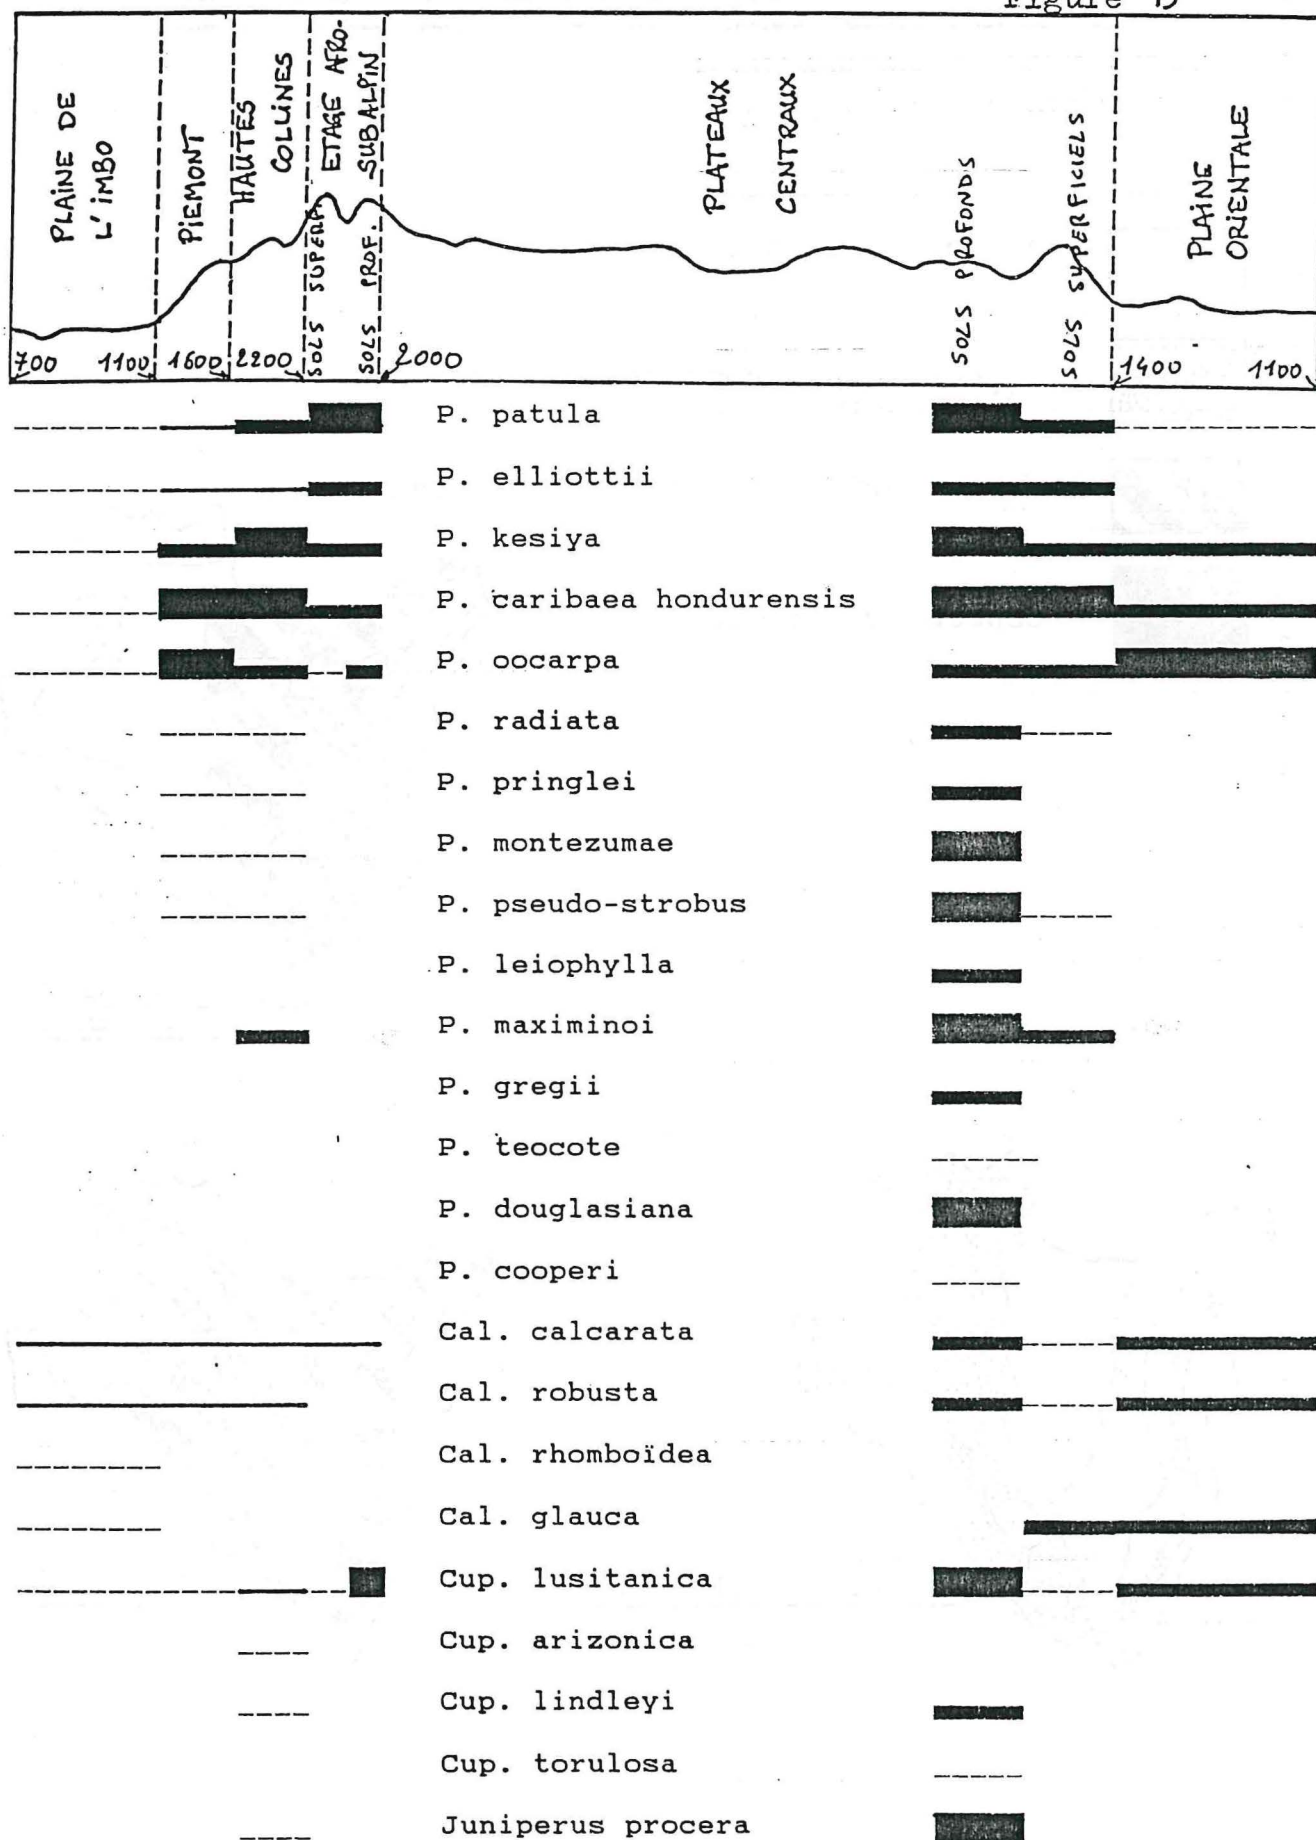 Figure
PLAINE DE
L'IMBO
PIEMONT
HAUTES
COLLINES
ETAGE AFRO-
SUBALPIN
SOLS SUPERF.
SOLS PROF.
PLATEAUX
CENTRAUX
SOLS PROFONDS
SOLS SUPERFICIELS
PLAINE
ORIENTALE
700 1100 1600 2200 2000 1400 1100
P. patula
P. elliottii
P. kesiya
P. caribaea hondurensis
P. oocarpa
P. radiata
P. pringlei
P. montezumae
P. pseudo-strobus
P. leiophylla
P. maximinoi
P. gregii
P. teocote
P. douglasiana
P. cooperi
Cal. calcarata
Cal. robusta
Cal. rhomboïdea
Cal. glauca
Cup. lusitanica
Cup. arizonica
Cup. lindleyi
Cup. torulosa
Juniperus procera